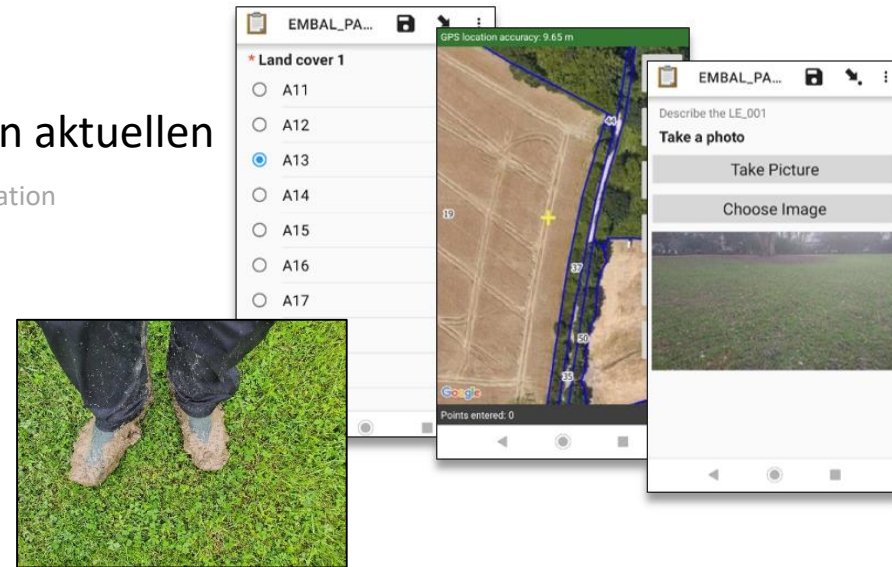 n aktuellen
ation
EMBAL_PA...
* Land cover 1
A11
A12
A13
A14
A15
A16
A17
GPS location accuracy: 9.65 m
44
19
37
50
35
Google
Points entered: 0
EMBAL_PA...
Describe the LE_001
Take a photo
Take Picture
Choose Image